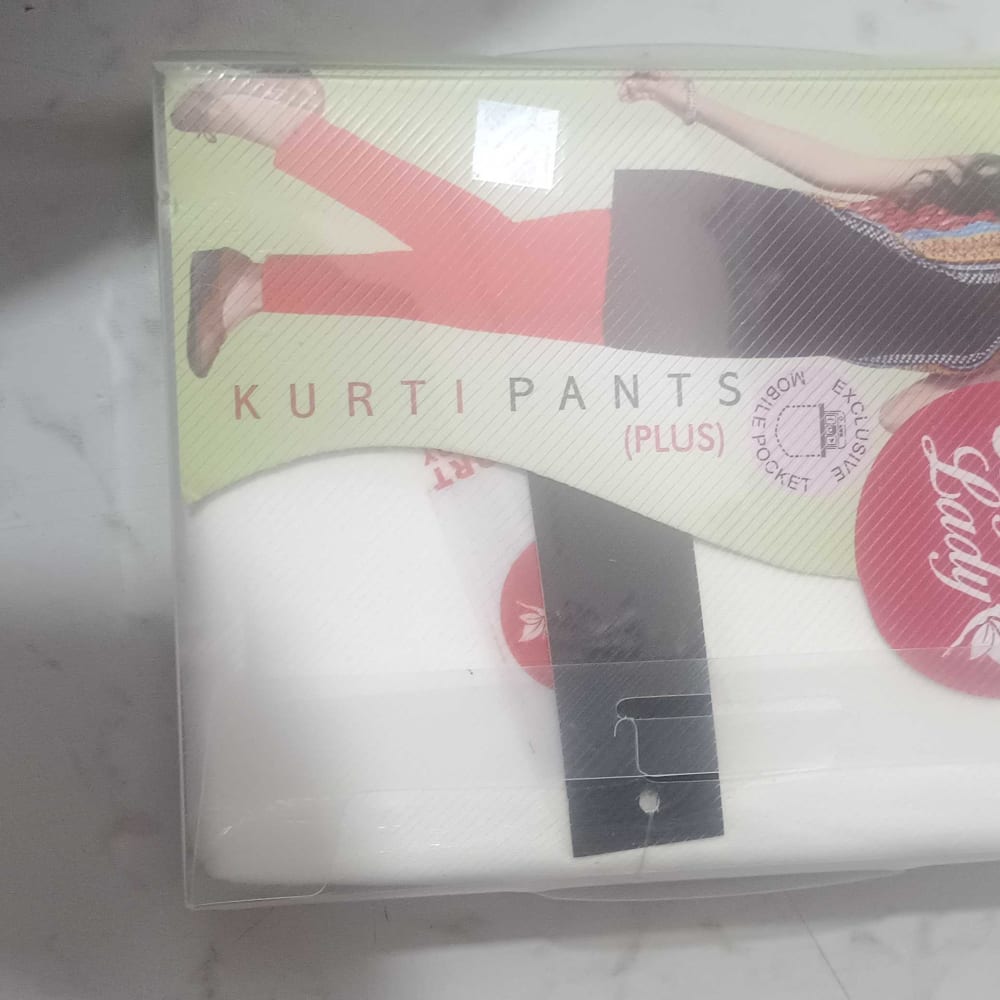 KURTI PANTS
(PLUS)
EXCLUSIVE
MOBILE POCKET
Lady